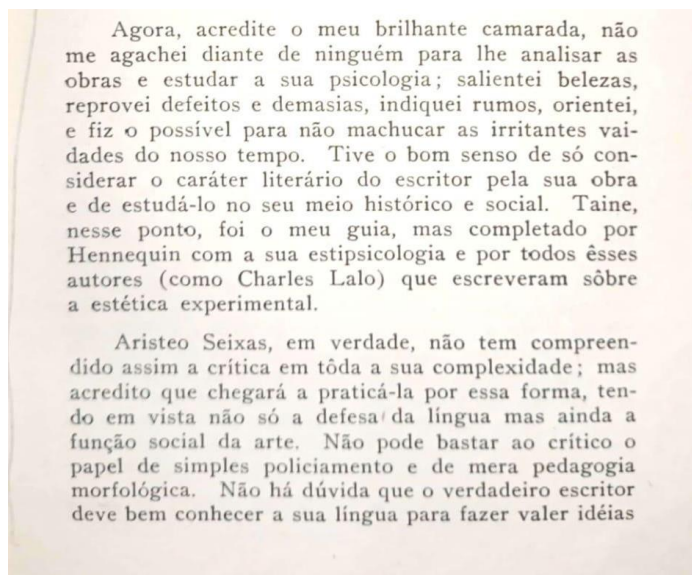 Agora, acredite o meu brilhante camarada, não
me agachei diante de ninguém para lhe analisar as
obras e estudar a sua psicologia; salientei belezas,
reprovei defeitos e demasias, indiquei rumos, orientei,
e fiz o possível para não machucar as irritantes vai-
dades do nosso tempo. Tive o bom senso de só con-
siderar o caráter literário do escritor pela sua obra
e de estudá-lo no seu meio histórico e social. Taine,
nesse ponto, foi o meu guia, mas completado por
Hennequin com a sua estipsicologia e por todos êsses
autores (como Charles Lalo) que escreveram sôbre
a estética experimental.
Aristeo Seixas, em verdade, não tem compreen-
dido assim a crítica em tôda a sua complexidade; mas
acredito que chegará a praticá-la por essa forma, ten-
do em vista não só a defesa da língua mas ainda a
função social da arte. Não pode bastar ao crítico o
papel de simples policiamento e de mera pedagogia
morfológica. Não há dúvida que o verdadeiro escritor
deve bem conhecer a sua língua para fazer valer idéias